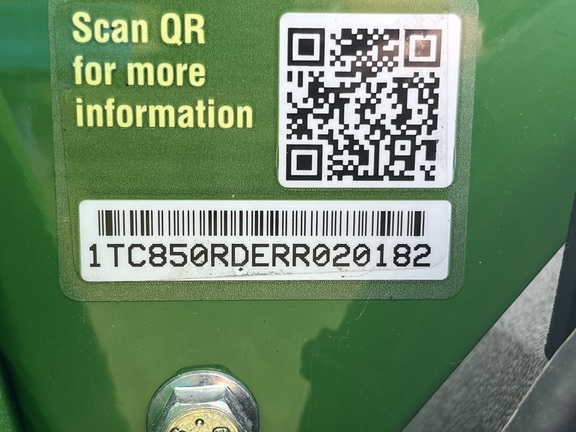 Scan QR
for more
information
1TC850RDERR020182